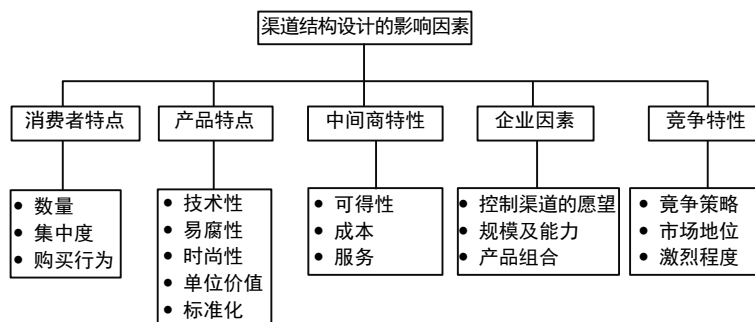 渠道结构设计的影响因素
消费者特点
产品特点
中间商特性
企业因素
竞争特性
• 数量
• 集中度
• 购买行为
• 技术性
• 易腐性
• 时尚性
• 单位价值
• 标准化
• 可得性
• 成本
• 服务
• 控制渠道的愿望
• 规模及能力
• 产品组合
• 竞争策略
• 市场地位
• 激烈程度